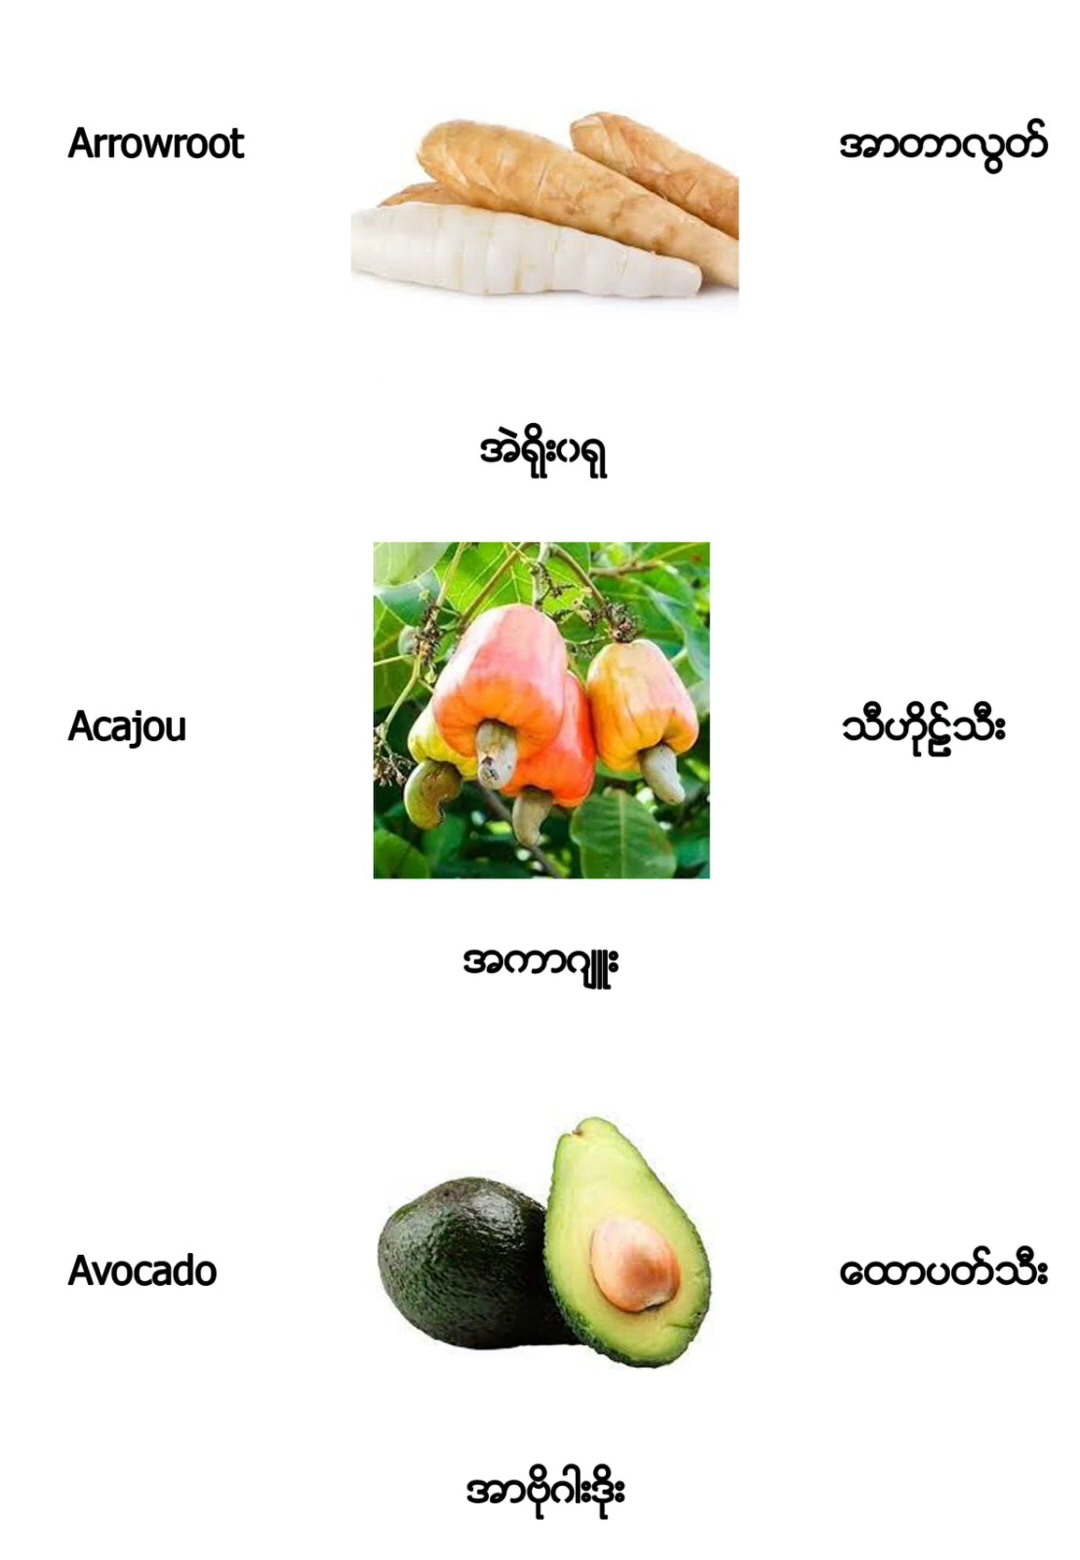 Arrowroot
အာတာလွတ်
အဲရိုးဝရု
Acajou
သီဟိုဠ်သီး
အကာဂျူး
Avocado
ထောပတ်သီး
အာဗိုဂါးဒိုး